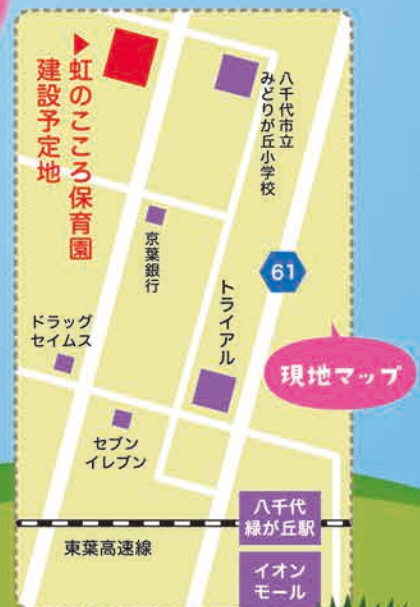 ▶虹のこころ保育園
建設予定地
八千代市立
みどりが丘小学校
京葉銀行
61
トライアル
ドラッグ
セイムス
現地マップ
セブン
イレブン
八千代
緑が丘駅
東葉高速線
イオン
モール